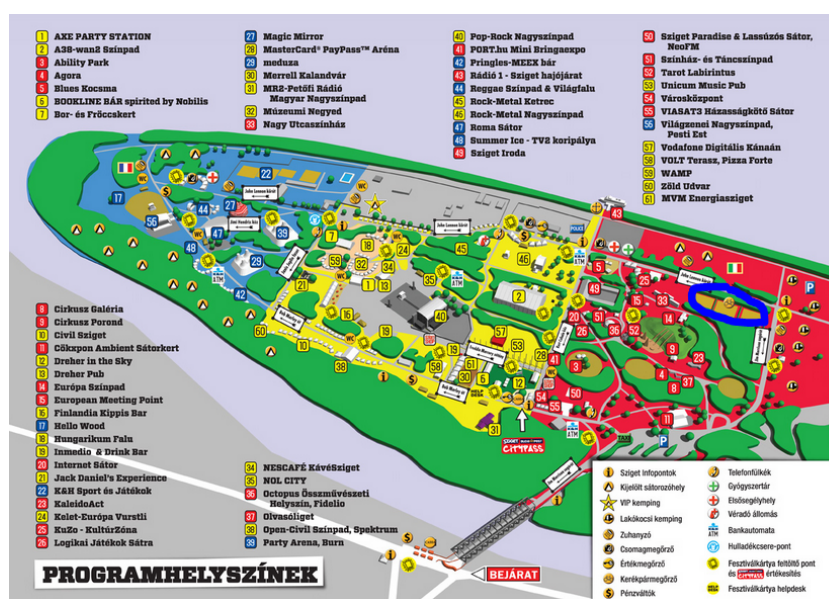 1 AXE PARTY STATION
2 A38-wan2 Színpad
3 Ability Park
4 Agora
5 Blues Kocsma
6 BOOKLINE BÁR spirited by Nobilis
7 Bor- és Fröccskert
27 Magic Mirror
28 MasterCard® PayPass™ Aréna
29 meduza
30 Merrell Kalandvár
31 MR2-Petőfi Rádió
Magyar Nagyszínpad
32 Múzeumi Negyed
33 Nagy Utcaszínház
40 Pop-Rock Nagyszínpad
41 PORT.hu Mini Bringaexpo
42 Pringles-MEEX bár
43 Rádió 1 - Sziget hajójárat
44 Reggae Színpad & Világfalu
45 Rock-Metal Ketrec
46 Rock-Metal Nagyszínpad
47 Roma Sátor
48 Summer Ice - TV2 koripálya
49 Sziget Iroda
50 Sziget Paradise & Lassúzós Sátor,
NeoFM
51 Színház- és Táncszínpad
52 Tarot Labirintus
53 Unicum Music Pub
54 Városközpont
55 VIASAT3 Házasságkötő Sátor
56 Világzenei Nagyszínpad,
Pesti Est
57 Vodafone Digitális Kánaán
58 VOLT Terasz, Pizza Forte
59 WAMP
60 Zöld Udvar
61 MVM Energiasziget
8 Cirkusz Galéria
9 Cirkusz Porond
10 Civil Sziget
11 Cökxpon Ambient Sátorkert
12 Dreher in the Sky
13 Dreher Pub
14 Európa Színpad
15 European Meeting Point
16 Finlandia Kippis Bar
17 Hello Wood
18 Hungarikum Falu
19 Inmedio & Drink Bar
20 Internet Sátor
21 Jack Daniel's Experience
22 K&H Sport és Játékok
23 KaleidoAct
24 Kelet-Európa Vurstli
25 KuZo - KultúrZóna
26 Logikai Játékok Sátra
34 NESCAFÉ KávéSziget
35 NOL CITY
36 Octopus Összművészeti
Helyszín, Fidelio
37 Olvasóliget
38 Open-Civil Színpad, Spektrum
39 Party Arena, Burn
PROGRAMHELYSZÍNEK
BEJÁRAT
CITYPASS
ATM
TAXI
POLICE
WC
P
Sziget Infopontok
Kijelölt sátorozóhely
VIP kemping
Lakókocsi kemping
Zuhanyzó
Csomagmegőrző
Értékmegőrző
Kerékpármegőrző
Pénzváltók
Telefonfülkék
Gyógyszertár
Elsősegélyhely
Véradó állomás
ATM Bankautomata
Hulladékcsere-pont
Fesztiválkártya feltöltő pont
és CITYPASS értékesítés
Fesztiválkártya helpdesk